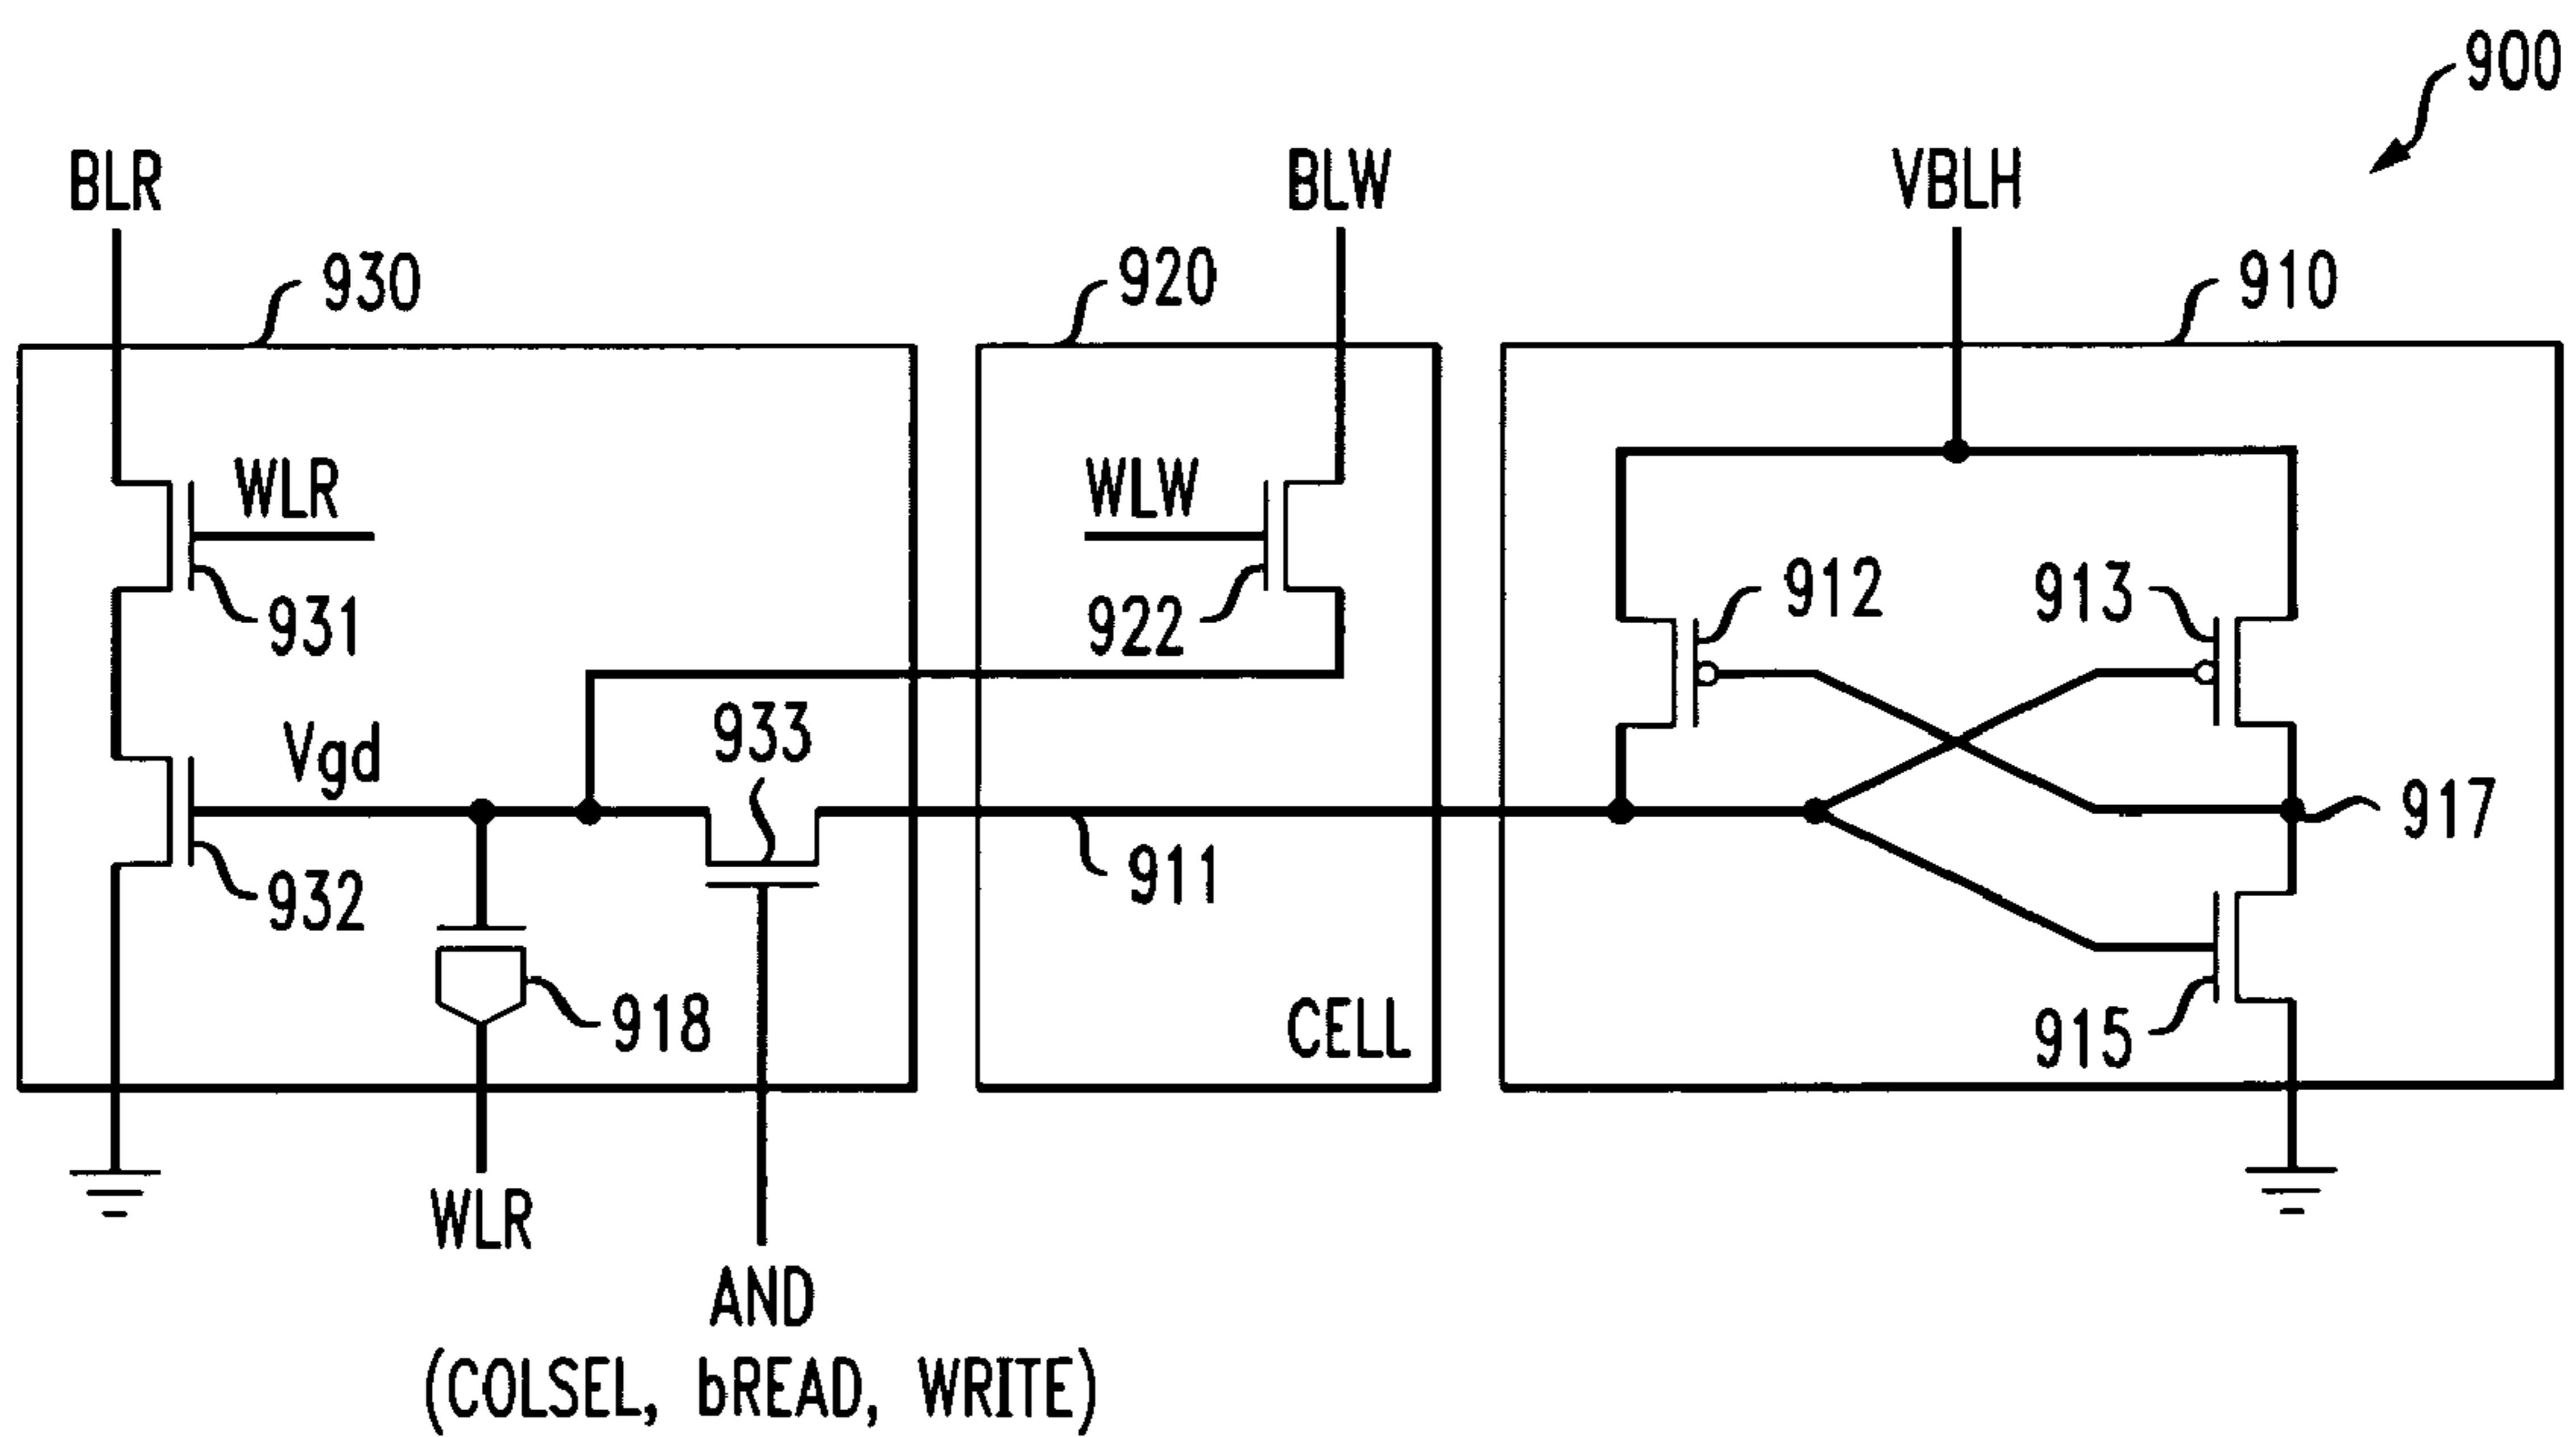 900
BLR
BLW
VBLH
930
920
910
WLR
WLW
931
922
912
913
Vgd
933
917
932
911
918
CELL
915
WLR
AND
(COLSEL, bREAD, WRITE)